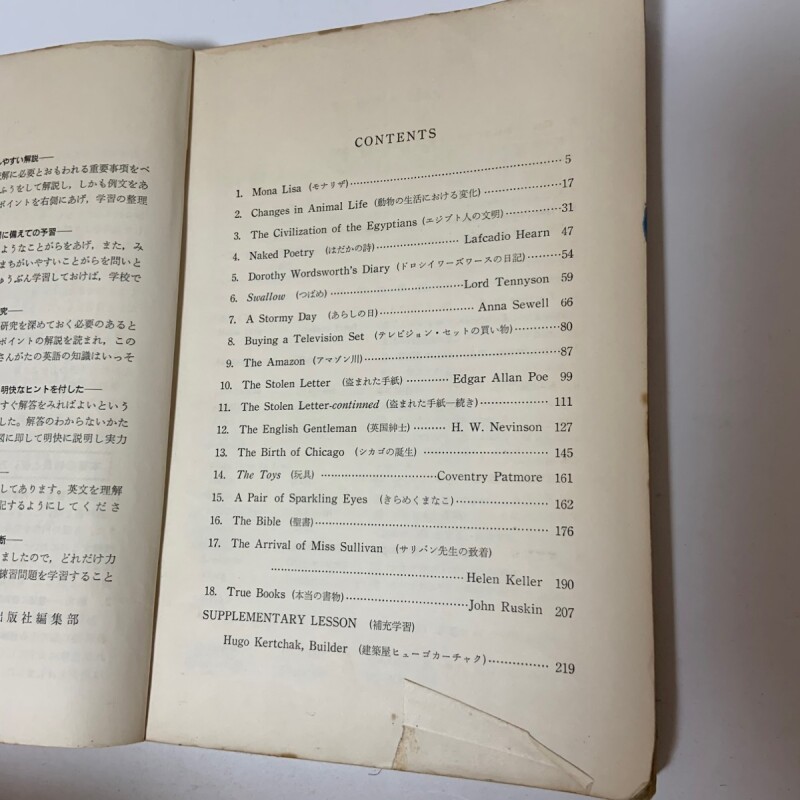 しやすい解説――
解に必要とおもわれる重要事項をべ
ふうをして解説し、しかも例文をあ
ポイントを右側にあげ，学習の整理
に備えての予習――
ようなことがらをあげ，また，み
まちがいやすいことがらを問いと
ゅうぶん学習しておけば，学校で
究――
研究を深めておく必要のあると
ポイントの解説を読まれ，この
さんがたの英語の知識はいっそ
明快なヒントを付した――
すぐ解答をみればよいという
した。解答のわからないかた
図に即して明快に説明し実力
してあります。英文を理解
記するようにしてくださ
断――
ましたので，どれだけ力
練習問題を学習すること
出版社編集部
CONTENTS
1. Mona Lisa (モナリザ)……5
2. Changes in Animal Life (動物の生活における変化)……17
3. The Civilization of the Egyptians (エジプト人の文明)……31
4. Naked Poetry (はだかの詩)……Lafcadio Hearn 47
5. Dorothy Wordsworth's Diary (ドロシイワーズワースの日記)……54
6. Swallow (つばめ)……Lord Tennyson 59
7. A Stormy Day (あらしの日)……Anna Sewell 66
8. Buying a Television Set (テレビジョン・セットの買い物)……80
9. The Amazon (アマゾン川)……87
10. The Stolen Letter (盗まれた手紙)……Edgar Allan Poe 99
11. The Stolen Letter-continned (盗まれた手紙―続き)……111
12. The English Gentleman (英国紳士)……H. W. Nevinson 127
13. The Birth of Chicago (シカゴの誕生)……145
14. The Toys (玩具)……Coventry Patmore 161
15. A Pair of Sparkling Eyes (きらめくまなこ)……162
16. The Bible (聖書)……176
17. The Arrival of Miss Sullivan (サリバン先生の致着)
……Helen Keller 190
18. True Books (本当の書物)……John Ruskin 207
SUPPLEMENTARY LESSON (補充学習)
Hugo Kertchak, Builder (建築屋ヒューゴカーチャク)……219